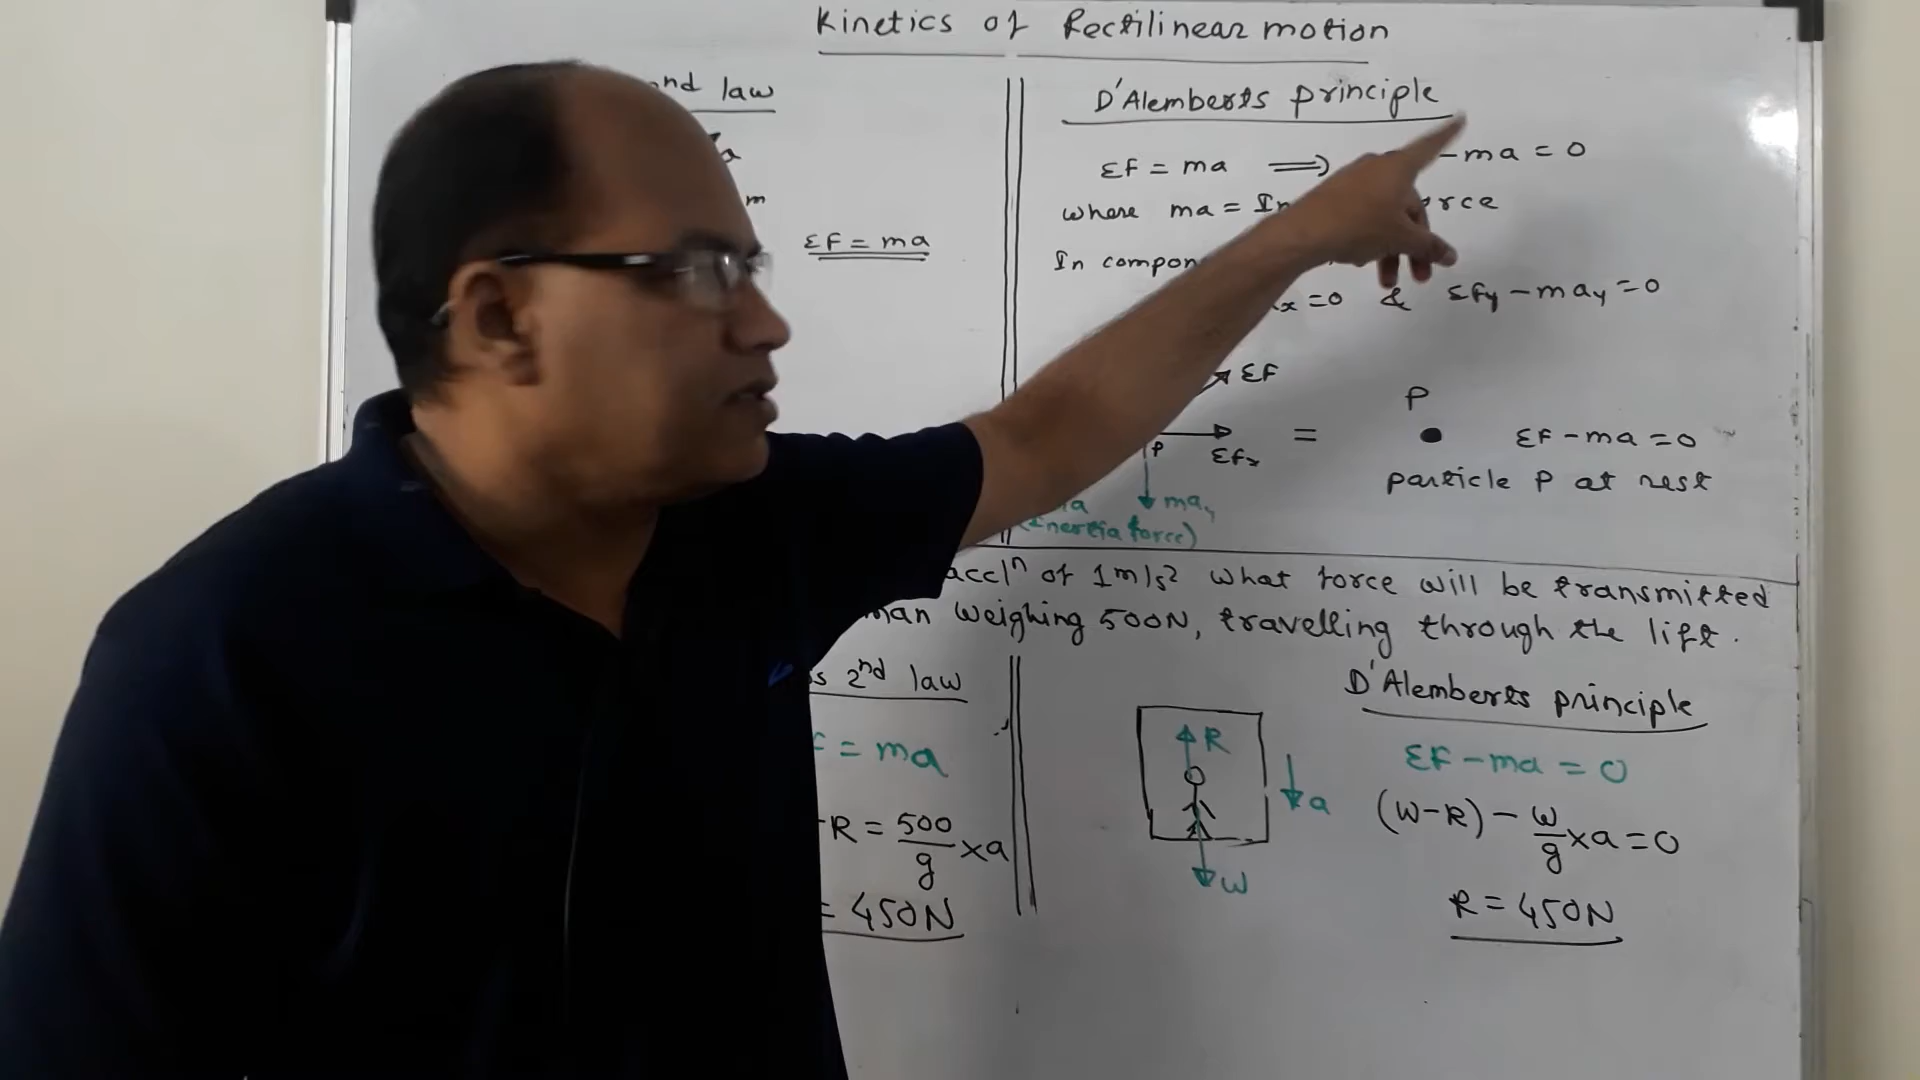 Kinetics of Rectilinear motion
nd law
a
m
ΣF = ma
D'Alemberts principle
ΣF = ma ⟹ -ma = 0
where ma = In rce
In compon
x = 0 & ΣFy - may = 0
ΣF
P ΣFx
=
P
ΣF - ma = 0
particle P at rest
a may
(Inertia force)
accln of 1m/s2 what force will be transmitted
man weighing 500N, travelling through the lift.
s 2nd law
= ma
-R = 500/g × a
= 450N
R
a
W
D'Alemberts principle
ΣF - ma = 0
(W-R) - W/g × a = 0
R = 450N